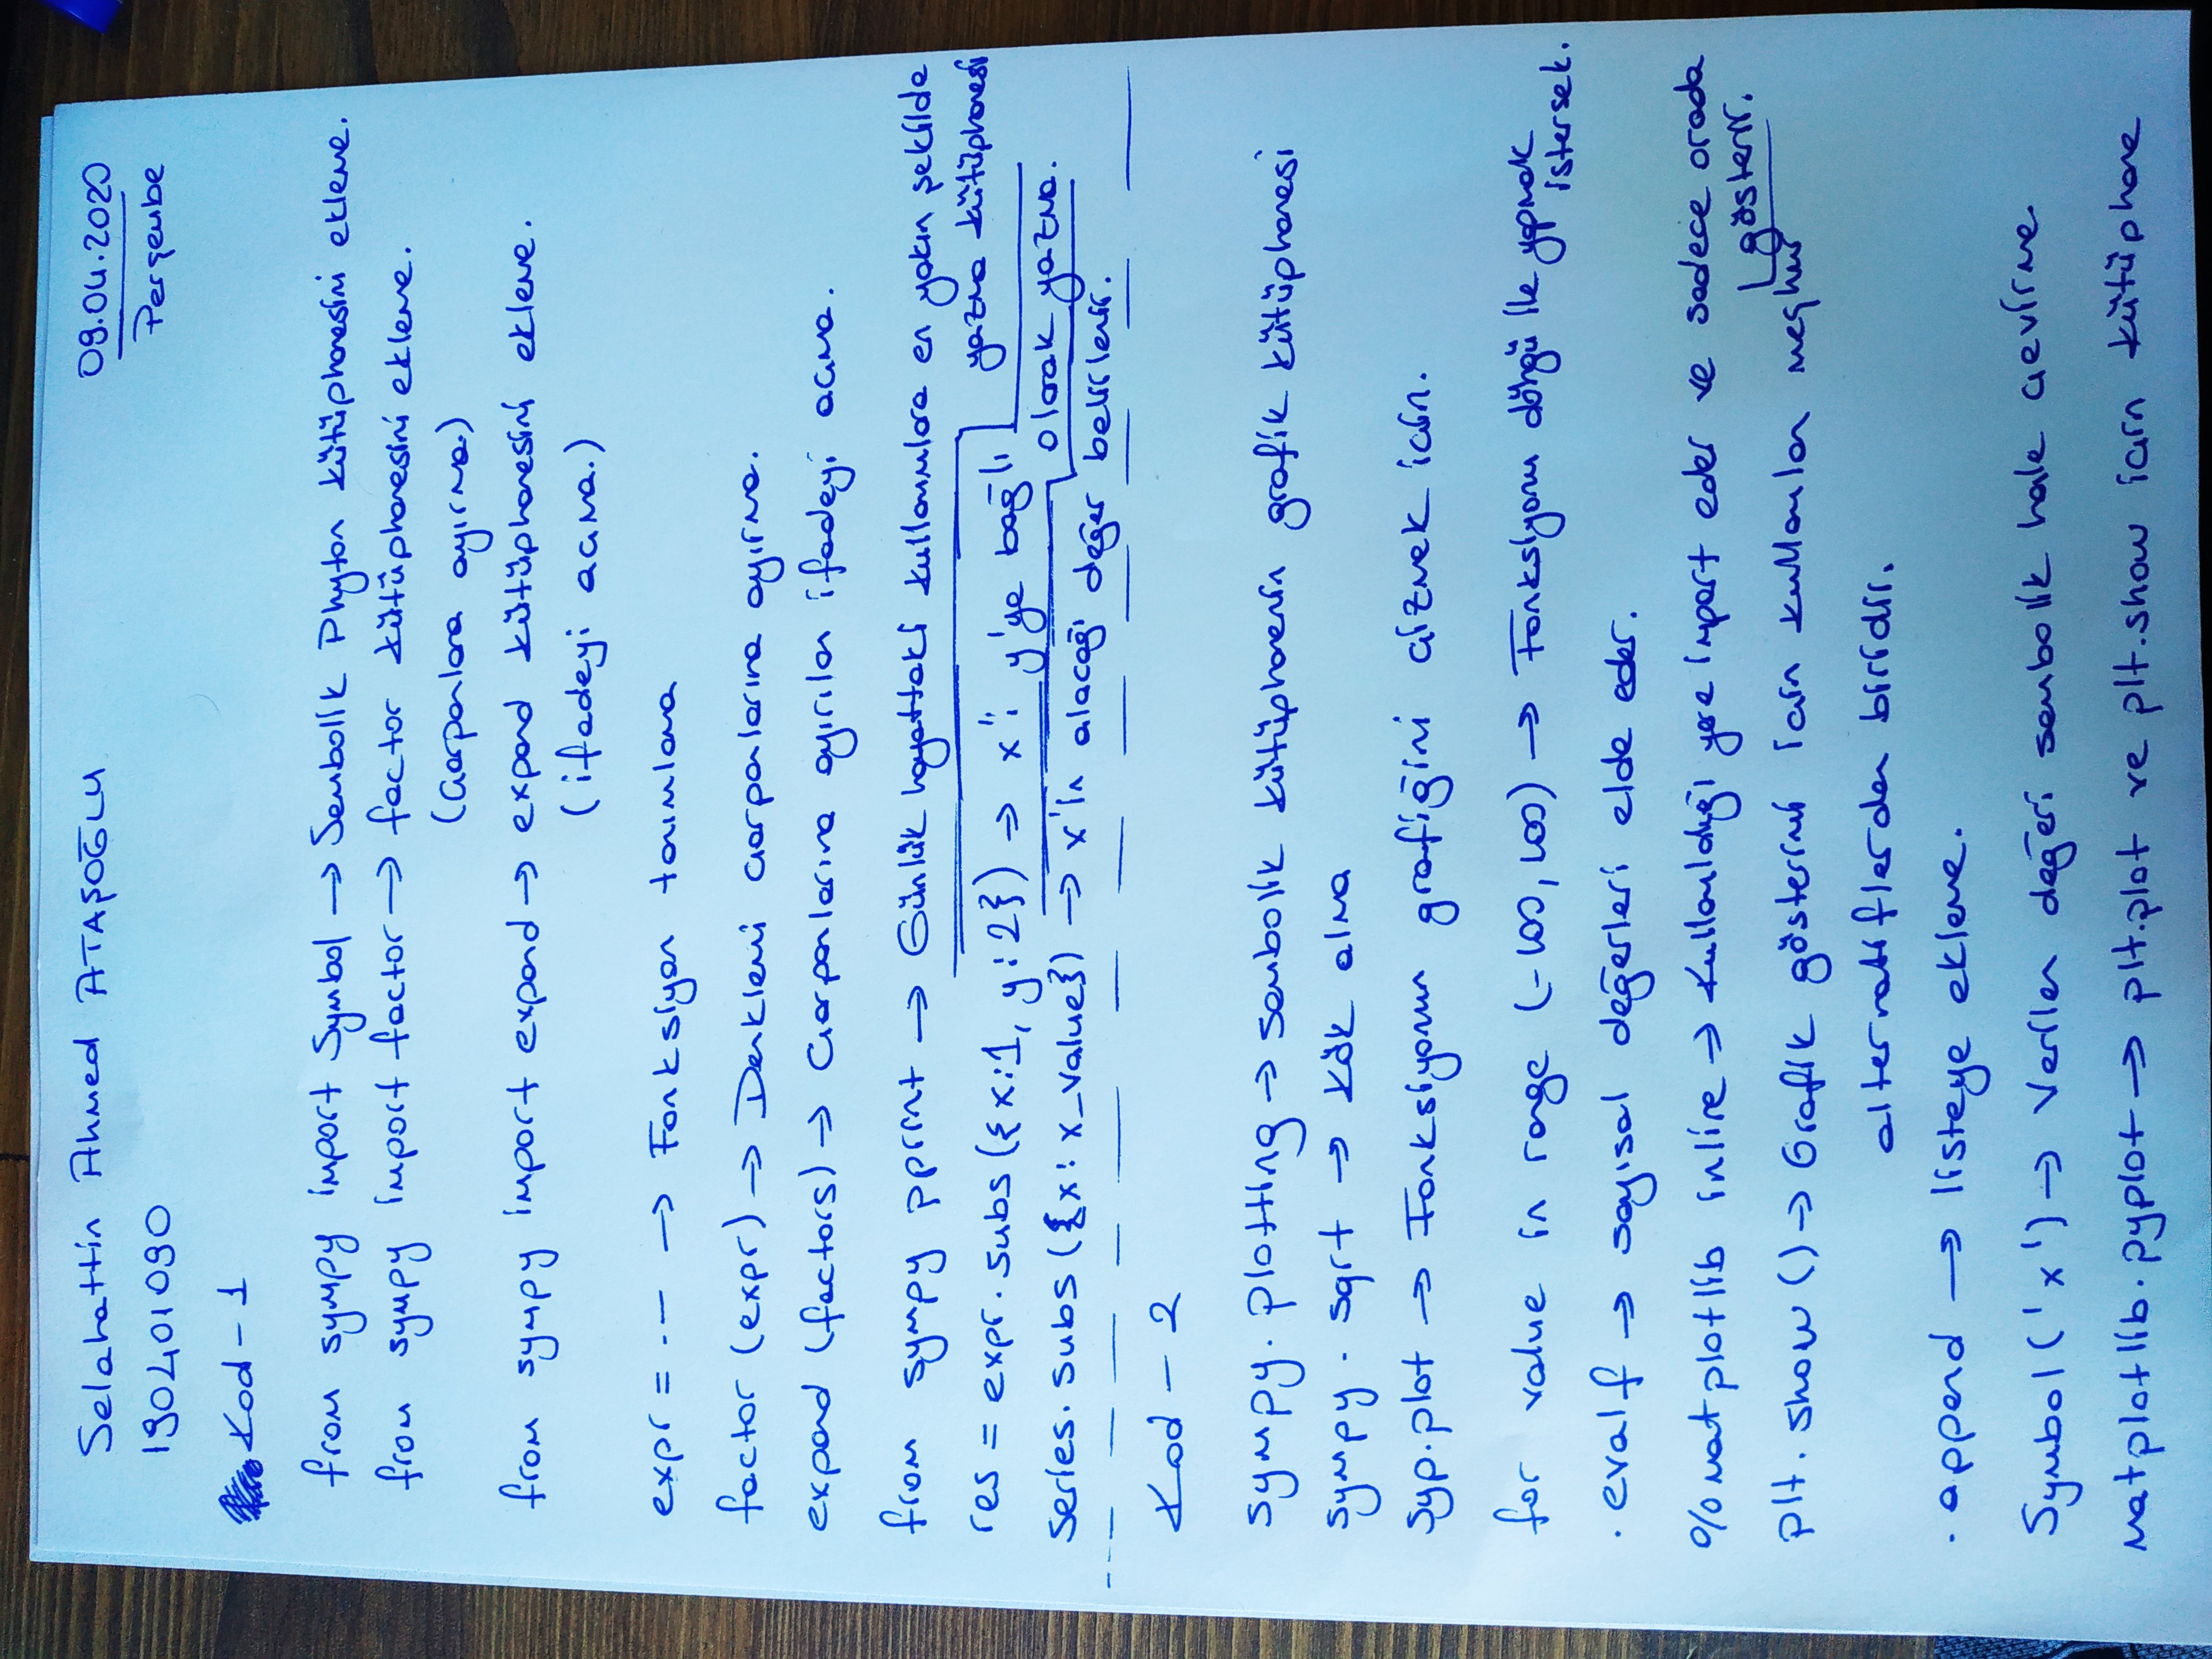 Selahattin Ahmed ATAŞOĞLU
09.04.2020
190401090
Perşembe
Kod - 1
from sympy import Symbol → Sembolik Phyton kütüphanesini ekleme.
from sympy import factor → factor kütüphanesini ekleme.
(Çarpanlara ayırma.)
from sympy import expand → expand kütüphanesini ekleme.
(ifadeyi açma.)
expr = --- → Fonksiyon tanımlama
factor (expr) → Denklemi çarpanlarına ayırma.
expand (factors) → Çarpanlarına ayırılan ifadeyi açma.
from sympy pprint → Günlük hayattaki kullanımlara en yakın şekilde
yazma kütüphanesi
res = expr.subs({x:1, y:2}) → x'i y'ye bağlı
olarak yazma.
series.subs ({x: x_value}) → x'in alacağı değer belirlenir.
Kod - 2
sympy.plotting → sembolik kütüphanenin grafik kütüphanesi
sympy.sqrt → kök alma
syp.plot → Fonksiyonun grafiğini çizmek için.
for value in range (-100, 100) → Fonksiyonu döngü ile yapmak
istersek.
.evalf → sayısal değerleri elde eder.
%matplotlib inline → kullanıldığı yere import eder ve sadece orada
gösterir.
plt.show () → Grafik gösterimi için kullanılan meşhur
alternatiflerden biridir.
.append → listeye ekleme.
Symbol('x') → Verilen değeri sembolik hale çevirme.
matplotlib.pyplot → plt.plot ve plt.show için kütüphane